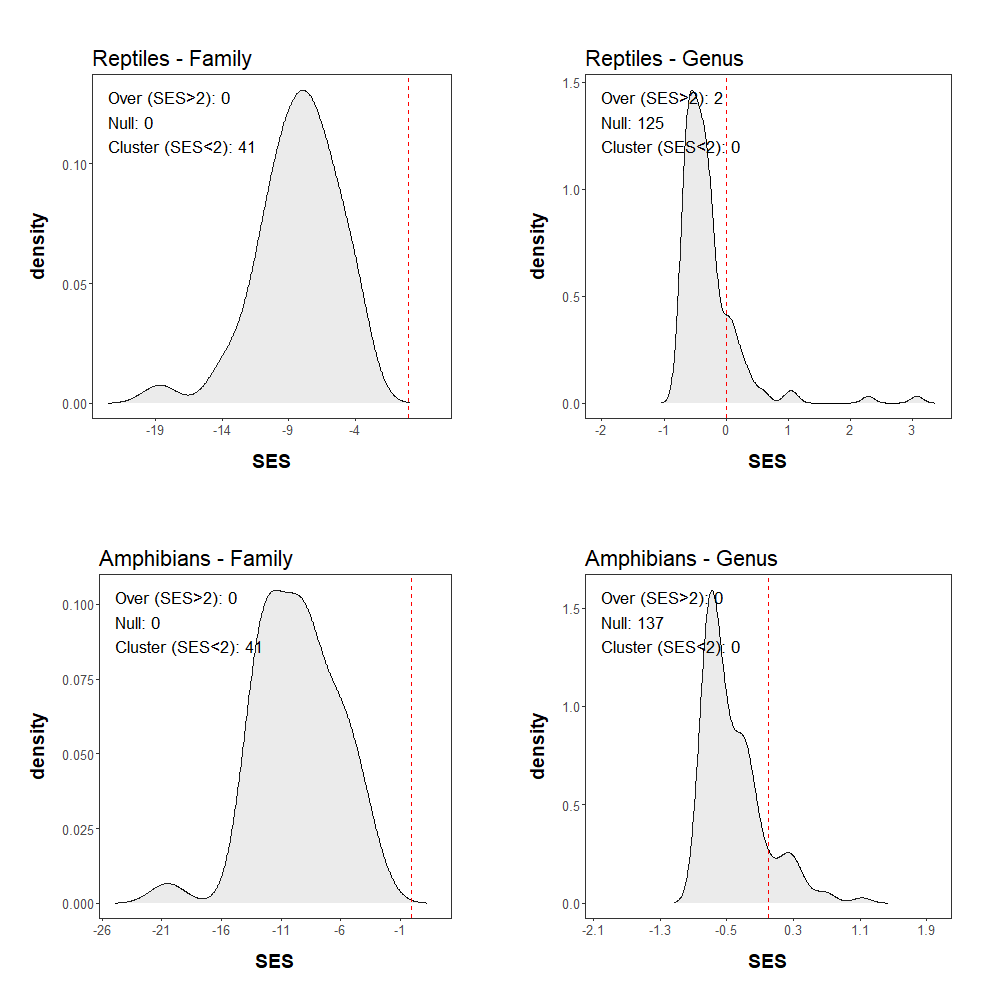 Reptiles - Family
Over (SES>2): 0
Null: 0
Cluster (SES<2): 41
0.10
0.05
0.00
density
-19
-14
-9
-4
SES
Reptiles - Genus
Over (SES>2): 2
Null: 125
Cluster (SES<2): 0
1.5
1.0
0.5
0.0
density
-2
-1
0
1
2
3
SES
Amphibians - Family
Over (SES>2): 0
Null: 0
Cluster (SES<2): 41
0.100
0.075
0.050
0.025
0.000
density
-26
-21
-16
-11
-6
-1
SES
Amphibians - Genus
Over (SES>2): 0
Null: 137
Cluster (SES<2): 0
1.5
1.0
0.5
0.0
density
-2.1
-1.3
-0.5
0.3
1.1
1.9
SES